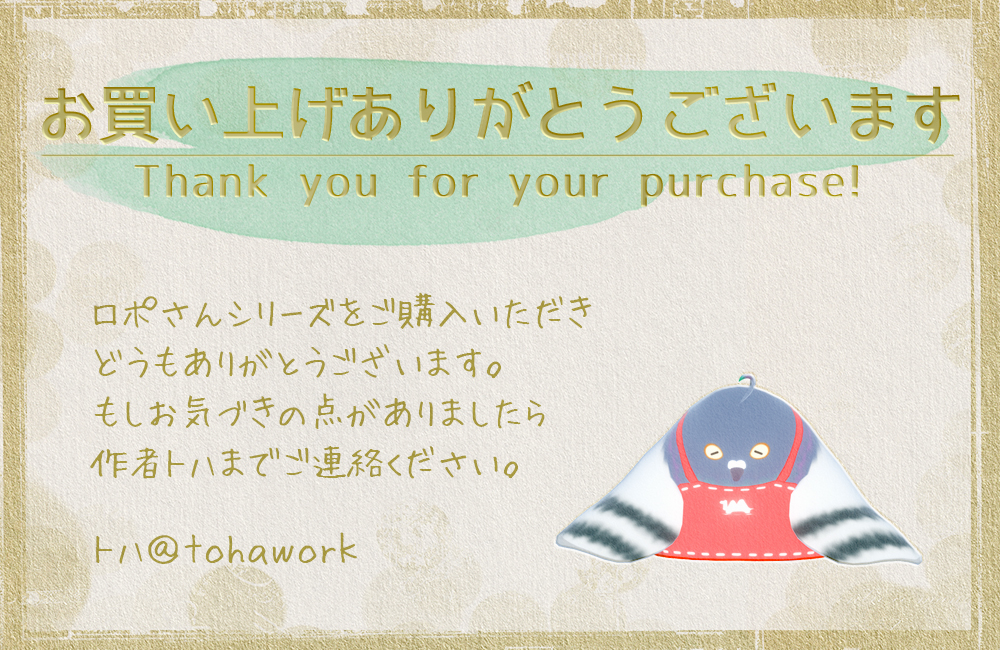 お買い上げありがとうございます
Thank you for your purchase!
ロポさんシリーズをご購入いただき
どうもありがとうございます。
もしお気づきの点がありましたら
作者トハまでご連絡ください。
トハ@tohawork